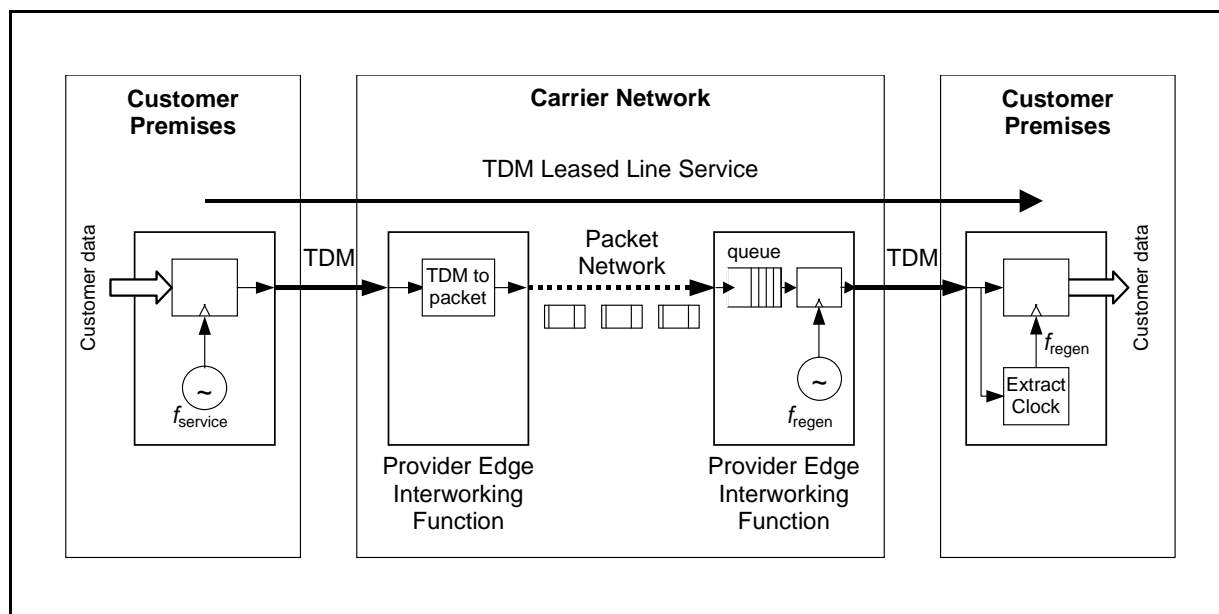 Customer
Premises
Carrier Network
Customer
Premises
TDM Leased Line Service
Customer data
TDM
TDM to
packet
Packet
Network
queue
TDM
Customer data
fservice
fregen
fregen
Extract
Clock
~
~
Provider Edge
Interworking
Function
Provider Edge
Interworking
Function